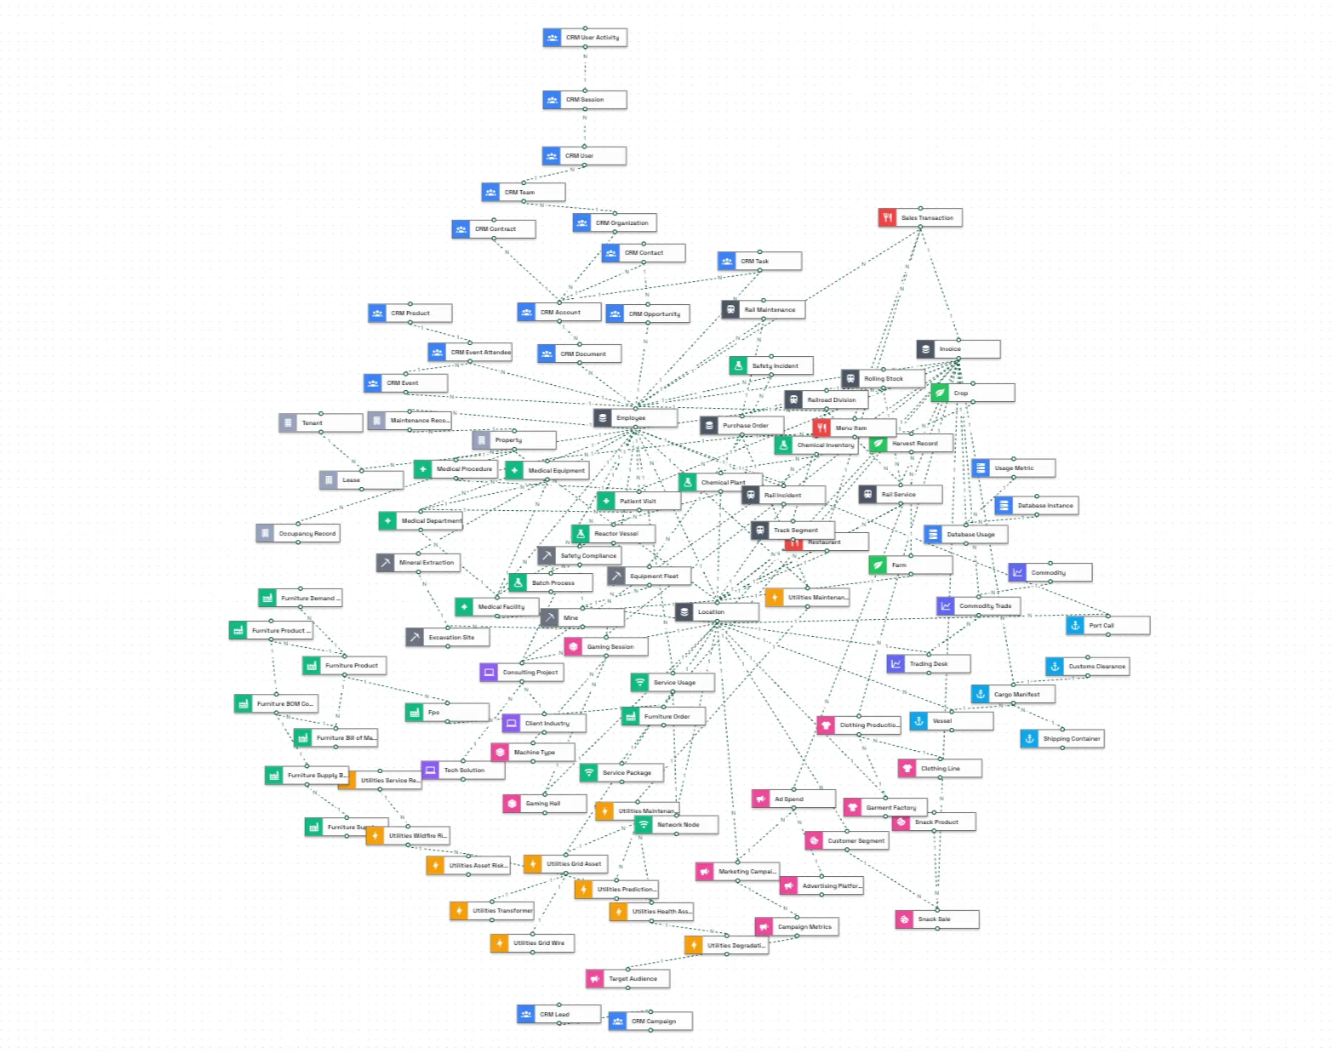 CRM User Activity
CRM Session
CRM User
CRM Team
CRM Organization
Sales Transaction
CRM Contract
CRM Contact
CRM Task
CRM Product
CRM Account
CRM Opportunity
Rail Maintenance
CRM Event Attendee
CRM Document
Invoice
Safety Incident
CRM Event
Rolling Stock
Crop
Railroad Division
Tenant
Maintenance Reco...
Employee
Purchase Order
Menu Item
Property
Chemical Inventory
Harvest Record
Medical Procedure
Medical Equipment
Usage Metric
Lease
Chemical Plant
Rail Incident
Rail Service
Patient Visit
Database Instance
Medical Department
Occupancy Record
Reactor Vessel
Track Segment
Database Usage
Restaurant
Safety Compliance
Mineral Extraction
Farm
Commodity
Batch Process
Equipment Fleet
Furniture Demand ...
Utilities Maintenan...
Medical Facility
Mine
Location
Commodity Trade
Furniture Product ...
Port Call
Excavation Site
Gaming Session
Furniture Product
Consulting Project
Trading Desk
Customs Clearance
Service Usage
Cargo Manifest
Furniture BOM Co...
Fpo
Client Industry
Furniture Order
Clothing Productio...
Vessel
Furniture Bill of Ma...
Shipping Container
Machine Type
Furniture Supply B...
Utilities Service Re...
Tech Solution
Service Package
Clothing Line
Gaming Hall
Utilities Maintenan...
Ad Spend
Garment Factory
Furniture Sup
Utilities Wildfire Ri...
Network Node
Snack Product
Customer Segment
Utilities Asset Risk...
Utilities Grid Asset
Marketing Campai...
Utilities Prediction...
Advertising Platfor...
Utilities Transformer
Utilities Health Ass...
Snack Sale
Campaign Metrics
Utilities Grid Wire
Utilities Degradati...
Target Audience
CRM Lead
CRM Campaign